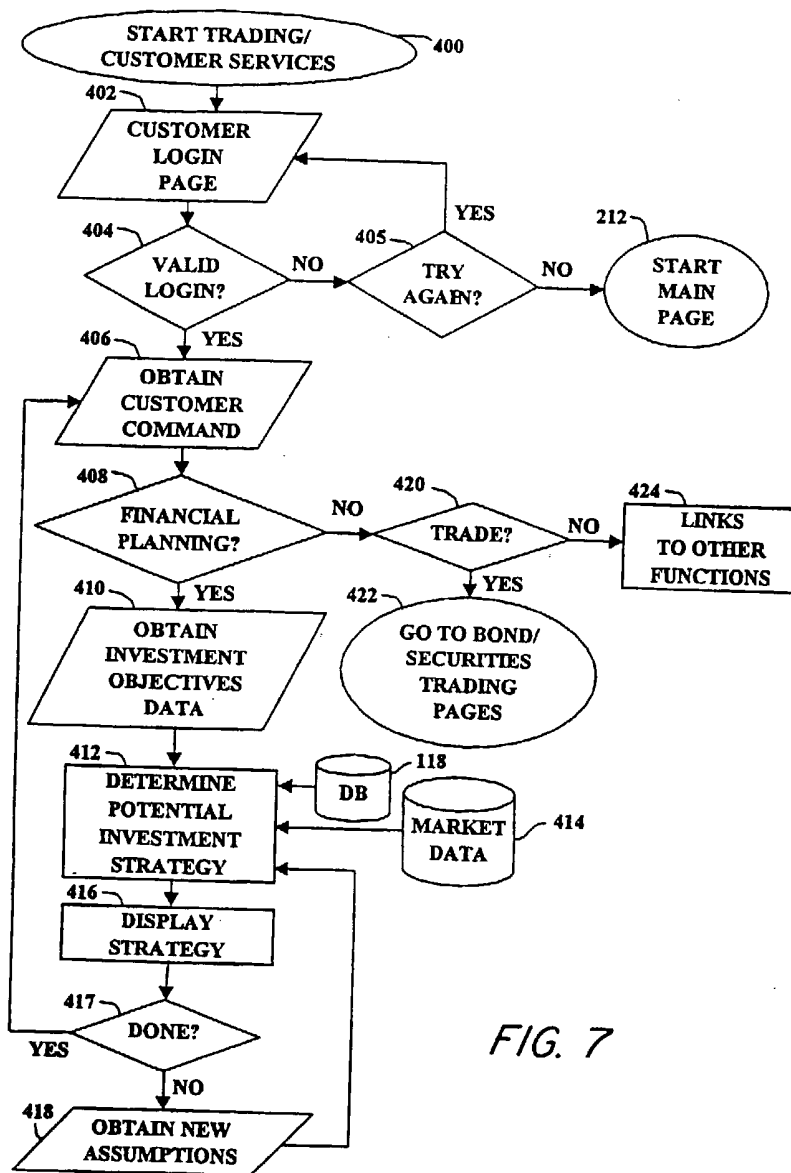 START TRADING/
CUSTOMER SERVICES
400
402
CUSTOMER
LOGIN
PAGE
404
VALID
LOGIN?
NO
YES
405
TRY
AGAIN?
YES
NO
212
START
MAIN
PAGE
406
OBTAIN
CUSTOMER
COMMAND
408
FINANCIAL
PLANNING?
NO
YES
420
TRADE?
NO
YES
424
LINKS
TO OTHER
FUNCTIONS
422
GO TO BOND/
SECURITIES
TRADING
PAGES
410
OBTAIN
INVESTMENT
OBJECTIVES
DATA
412
DETERMINE
POTENTIAL
INVESTMENT
STRATEGY
118
DB
MARKET
DATA
414
416
DISPLAY
STRATEGY
417
DONE?
YES
NO
418
OBTAIN NEW
ASSUMPTIONS
FIG. 7